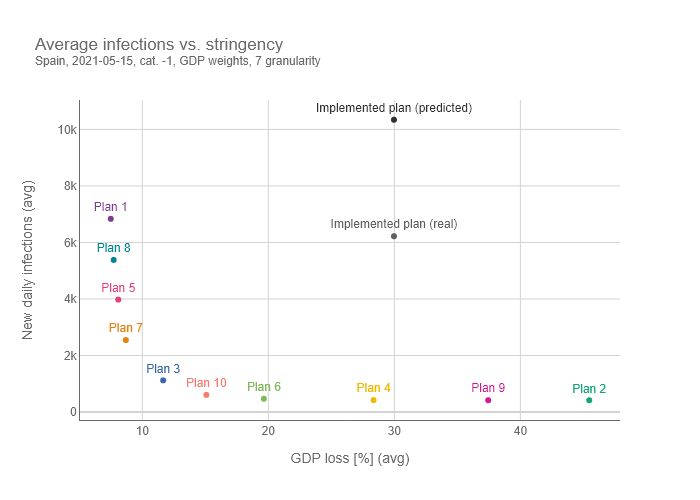 Average infections vs. stringency
Spain, 2021-05-15, cat. -1, GDP weights, 7 granularity
Implemented plan (predicted)
10k
8k
Plan 1
Implemented plan (real)
6k
Plan 8
Plan 5
4k
Plan 7
2k
Plan 3
Plan 10
Plan 6
Plan 4
Plan 9
Plan 2
0
10
20
30
40
New daily infections (avg)
GDP loss [%] (avg)